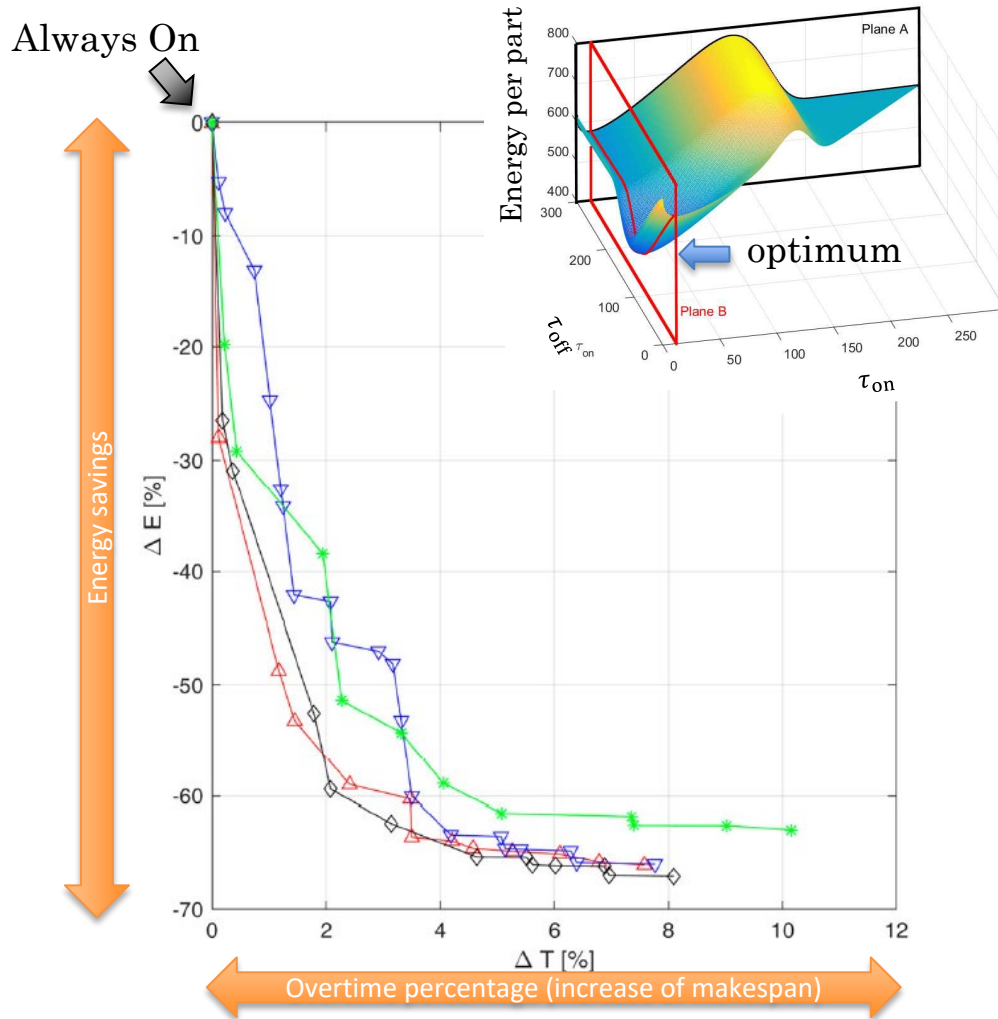 Always On
Energy per part
800
700
600
500
400
300
200
100
0
Plane A
optimum
Plane B
τoff τon
0
50
100
150
200
250
τon
Energy savings
Δ E [%]
0
-10
-20
-30
-40
-50
-60
-70
0
2
4
6
8
10
12
Δ T [%]
Overtime percentage (increase of makespan)